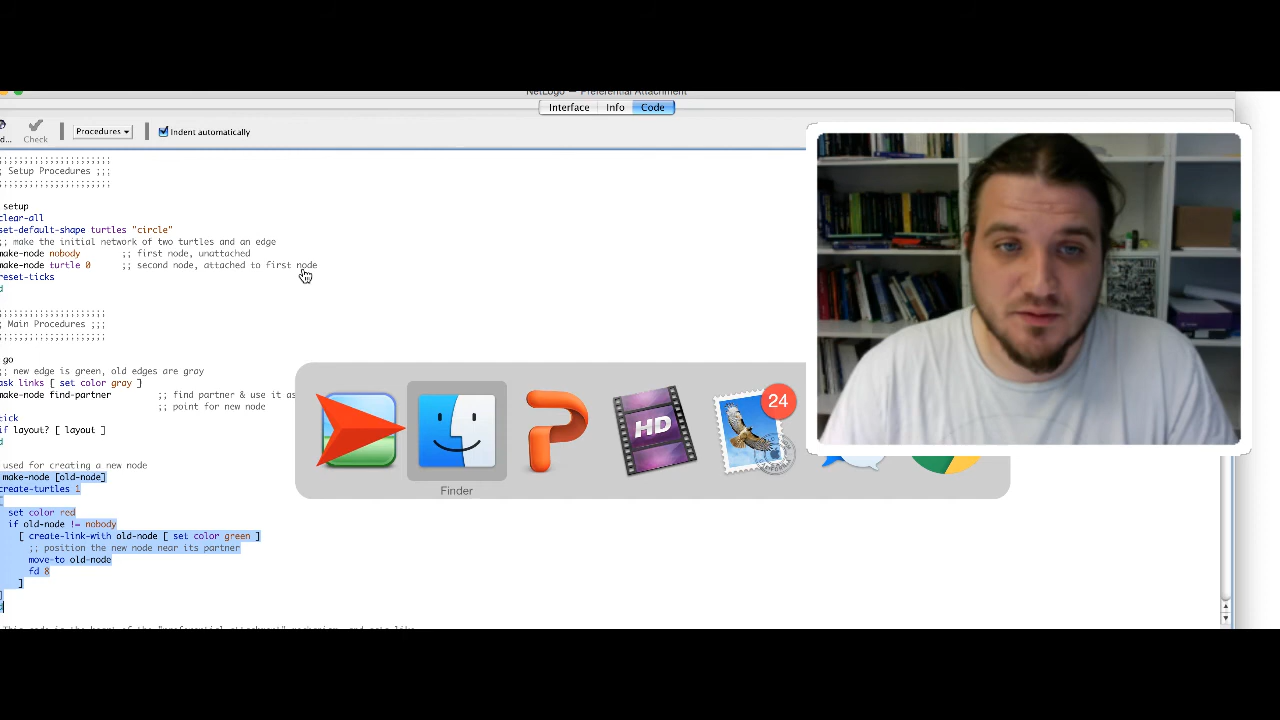 NetLogo — Preferential Attachment
Interface Info Code
Check Procedures Indent automatically
;;;;;;;;;;;;;;;;;;;;;;;;
; Setup Procedures ;;;
;;;;;;;;;;;;;;;;;;;;;;;;
setup
clear-all
set-default-shape turtles "circle"
;; make the initial network of two turtles and an edge
make-node nobody ;; first node, unattached
make-node turtle 0 ;; second node, attached to first node
reset-ticks
;;;;;;;;;;;;;;;;;;;;;;;
; Main Procedures ;;;
;;;;;;;;;;;;;;;;;;;;;;;
go
;; new edge is green, old edges are gray
ask links [ set color gray ]
make-node find-partner ;; find partner & use it as
;; point for new node
tick
if layout? [ layout ]
used for creating a new node
make-node [old-node]
create-turtles 1
set color red
if old-node != nobody
[ create-link-with old-node [ set color green ]
;; position the new node near its partner
move-to old-node
fd 8
]
]
HD
24
Finder